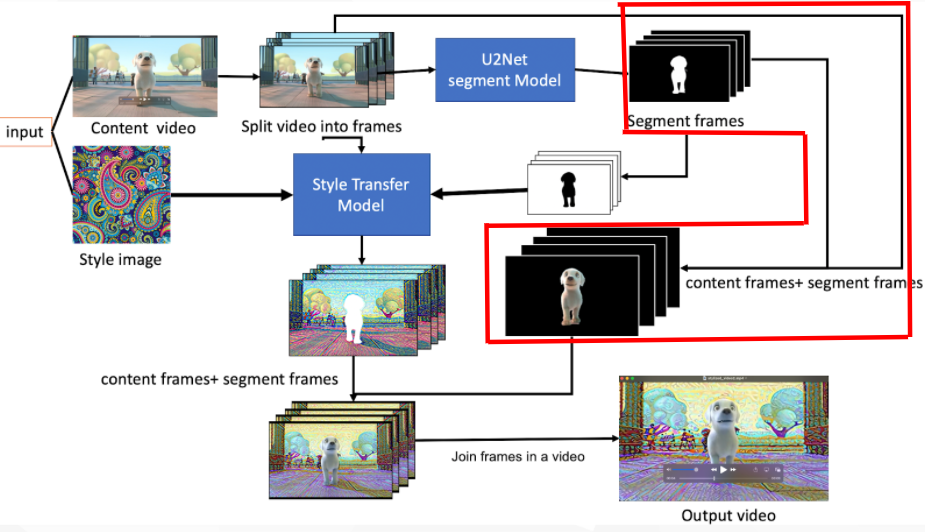 input
Content  video
Split video into frames
U2Net
segment Model
Segment frames
Style Transfer
Model
Style image
content frames+ segment frames
content frames+ segment frames
Join frames in a video
Output video